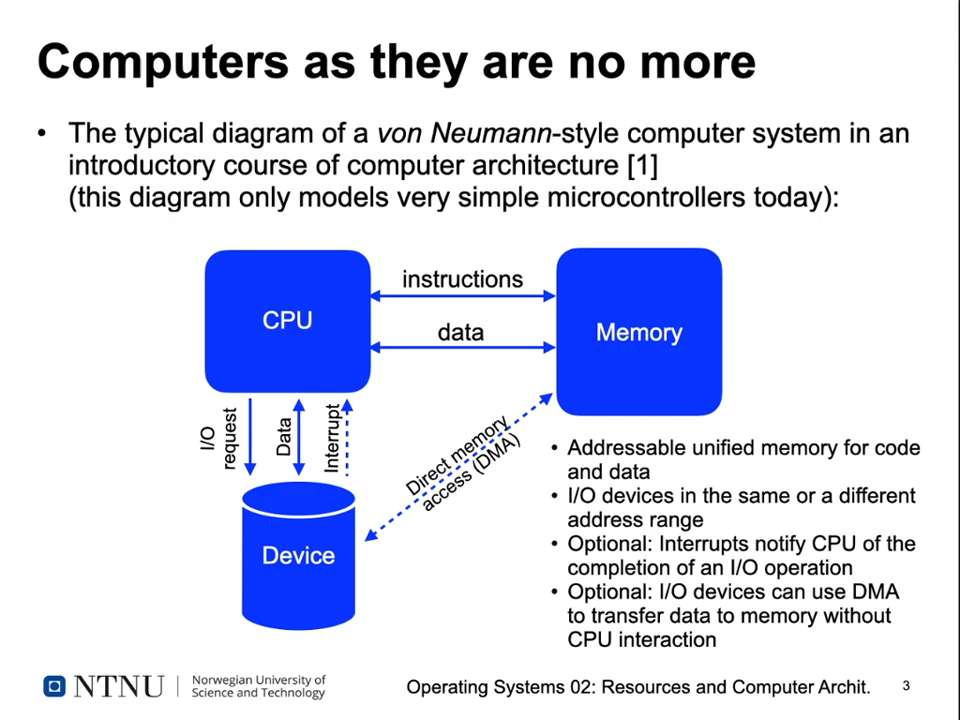 Computers as they are no more
• The typical diagram of a von Neumann-style computer system in an
introductory course of computer architecture [1]
(this diagram only models very simple microcontrollers today):
CPU
instructions
data
Memory
I/O
request
Data
Interrupt
Direct memory
access (DMA)
Device
• Addressable unified memory for code
and data
• I/O devices in the same or a different
address range
• Optional: Interrupts notify CPU of the
completion of an I/O operation
• Optional: I/O devices can use DMA
to transfer data to memory without
CPU interaction
NTNU
Norwegian University of
Science and Technology
Operating Systems 02: Resources and Computer Archit.
3